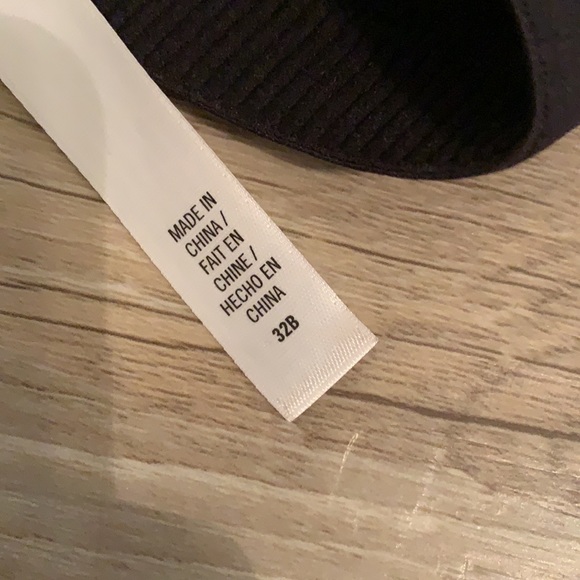 MADE IN
CHINA /
FAIT EN
CHINE /
HECHO EN
CHINA
32B